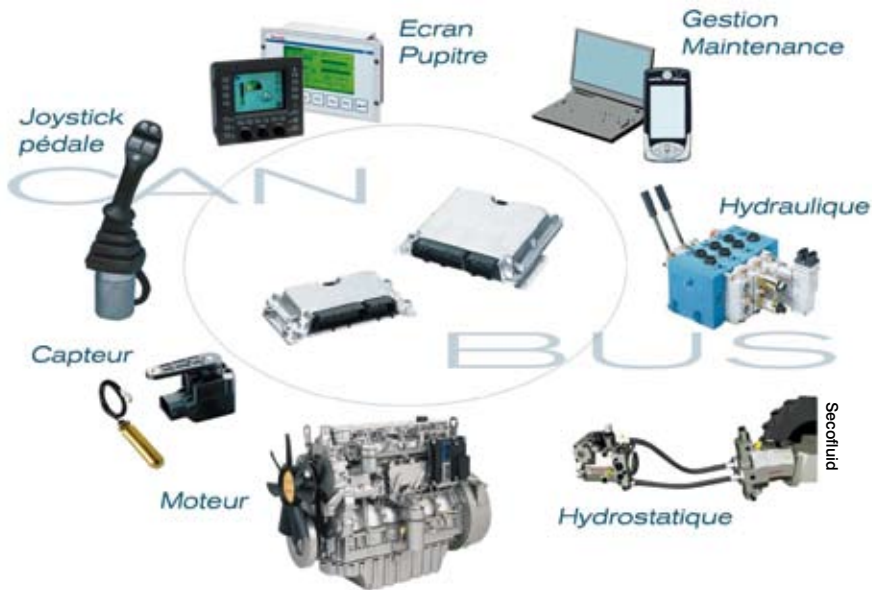 Ecran
Pupitre
Gestion
Maintenance
Joystick
pédale
CAN
Hydraulique
BUS
Capteur
Secofluid
Moteur
Hydrostatique